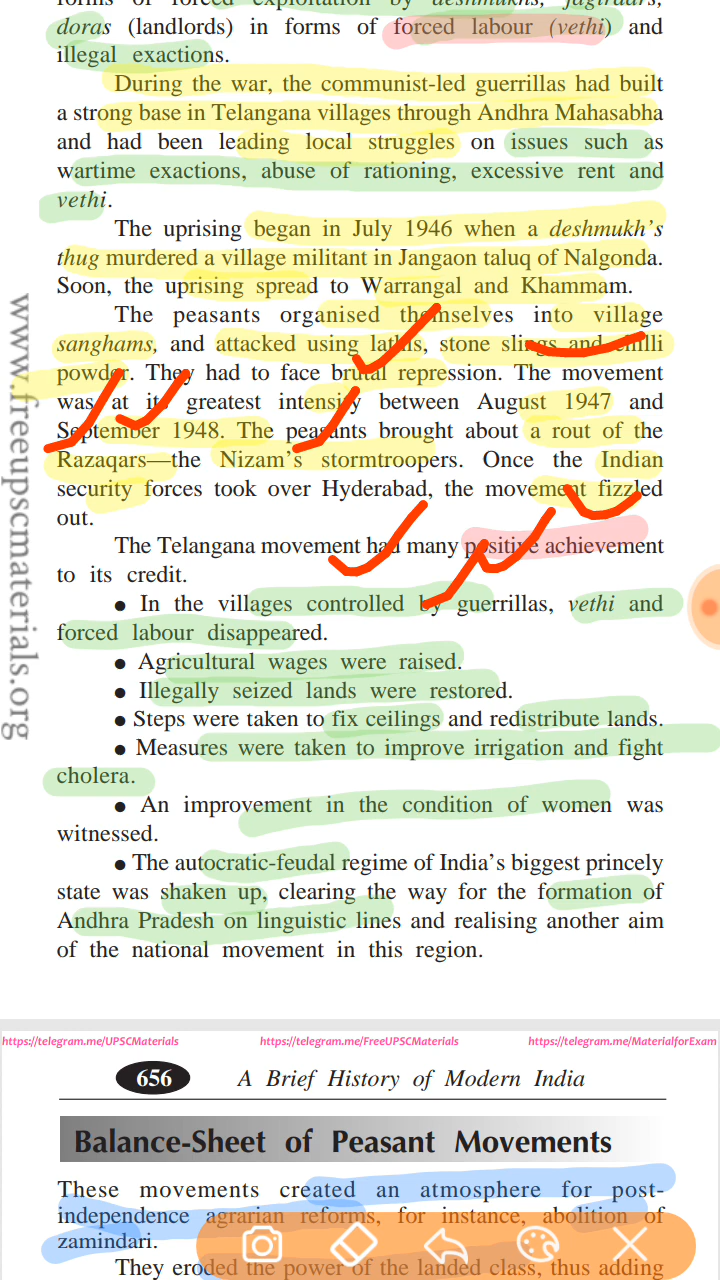 forms of forced exploitation by deshmukhs, jagirdars,
doras (landlords) in forms of forced labour (vethi) and
illegal exactions.
During the war, the communist-led guerrillas had built
a strong base in Telangana villages through Andhra Mahasabha
and had been leading local struggles on issues such as
wartime exactions, abuse of rationing, excessive rent and
vethi.
The uprising began in July 1946 when a deshmukh's
thug murdered a village militant in Jangaon taluq of Nalgonda.
Soon, the uprising spread to Warrangal and Khammam.
The peasants organised themselves into village
sanghams, and attacked using lathis, stone slings and chilli
powder. They had to face brutal repression. The movement
was at its greatest intensity between August 1947 and
September 1948. The peasants brought about a rout of the
Razaqars—the Nizam's stormtroopers. Once the Indian
security forces took over Hyderabad, the movement fizzled
out.
The Telangana movement had many positive achievement
to its credit.
• In the villages controlled by guerrillas, vethi and
forced labour disappeared.
• Agricultural wages were raised.
• Illegally seized lands were restored.
• Steps were taken to fix ceilings and redistribute lands.
• Measures were taken to improve irrigation and fight
cholera.
• An improvement in the condition of women was
witnessed.
• The autocratic-feudal regime of India's biggest princely
state was shaken up, clearing the way for the formation of
Andhra Pradesh on linguistic lines and realising another aim
of the national movement in this region.
www.freeupscmaterials.org
https://telegram.me/UPSCMaterials https://telegram.me/FreeUPSCMaterials https://telegram.me/MaterialforExam
656 A Brief History of Modern India
Balance-Sheet of Peasant Movements
These movements created an atmosphere for post-
independence agrarian reforms, for instance, abolition of
zamindari.
They eroded the power of the landed class, thus adding